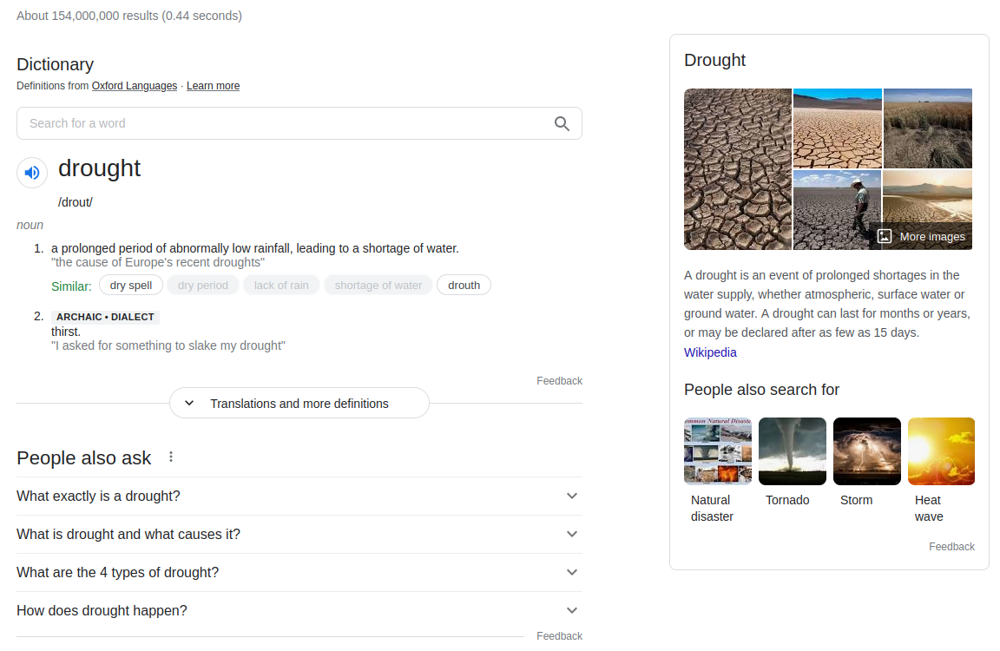 About 154,000,000 results (0.44 seconds)
Dictionary
Definitions from Oxford Languages · Learn more
Search for a word
drought
/drout/
noun
1. a prolonged period of abnormally low rainfall, leading to a shortage of water.
"the cause of Europe's recent droughts"
Similar: dry spell dry period lack of rain shortage of water drouth
2. ARCHAIC • DIALECT
thirst.
"I asked for something to slake my drought"
Feedback
Translations and more definitions
People also ask
What exactly is a drought?
What is drought and what causes it?
What are the 4 types of drought?
How does drought happen?
Feedback
Drought
More images
A drought is an event of prolonged shortages in the
water supply, whether atmospheric, surface water or
ground water. A drought can last for months or years,
or may be declared after as few as 15 days.
Wikipedia
People also search for
ommon Natural Disaste
Natural
disaster
Tornado
Storm
Heat
wave
Feedback